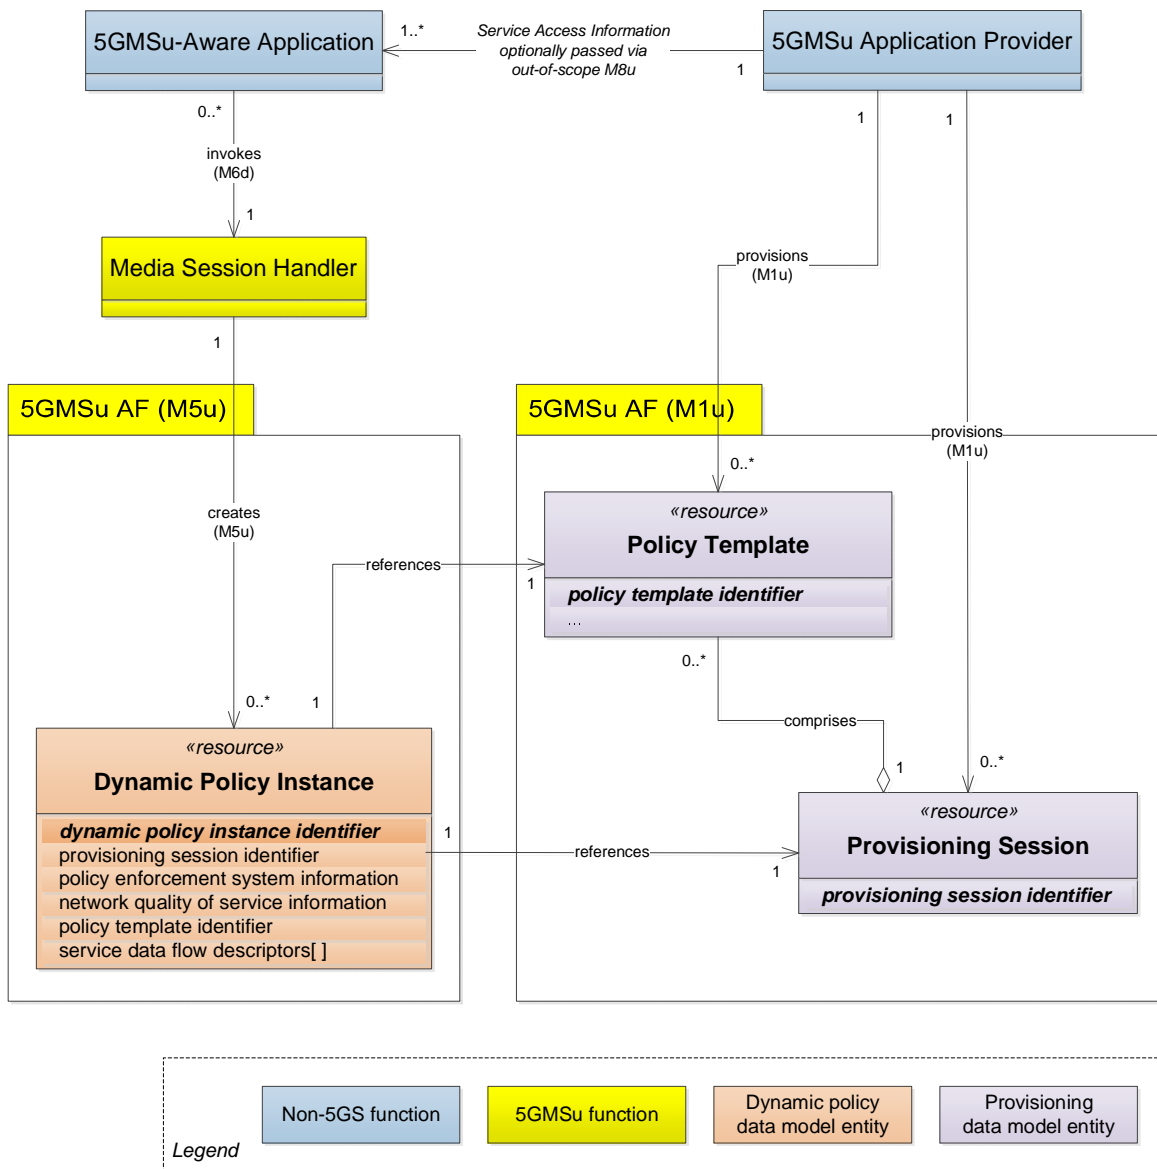 5GMSu-Aware Application
1..*
Service Access Information
optionally passed via
out-of-scope M8u
1
5GMSu Application Provider
0..*
1
1
invokes
(M6d)
1
Media Session Handler
provisions
(M1u)
1
5GMSu AF (M5u)
5GMSu AF (M1u)
provisions
(M1u)
0..*
creates
(M5u)
«resource»
Policy Template
policy template identifier
...
references
1
0..*
0..*
1
comprises
1
0..*
«resource»
Dynamic Policy Instance
dynamic policy instance identifier
provisioning session identifier
policy enforcement system information
network quality of service information
policy template identifier
service data flow descriptors[ ]
1
references
1
«resource»
Provisioning Session
provisioning session identifier
Legend
Non-5GS function
5GMSu function
Dynamic policy
data model entity
Provisioning
data model entity